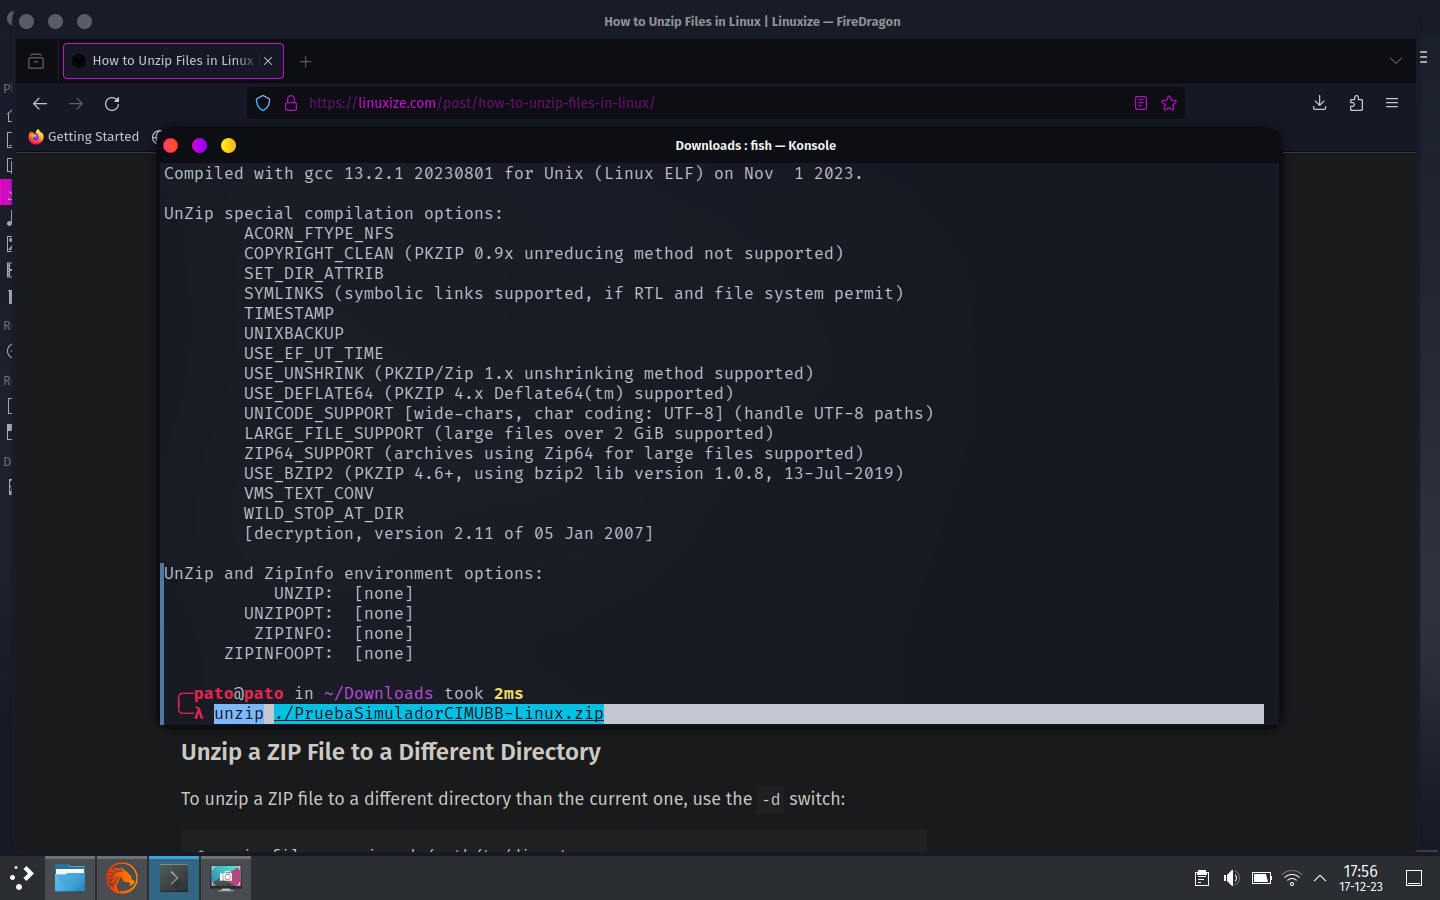 How to Unzip Files in Linux | Linuxize — FireDragon
How to Unzip Files in Linux
https://linuxize.com/post/how-to-unzip-files-in-linux/
Getting Started
Downloads : fish — Konsole
Compiled with gcc 13.2.1 20230801 for Unix (Linux ELF) on Nov  1 2023.
UnZip special compilation options:
ACORN_FTYPE_NFS
COPYRIGHT_CLEAN (PKZIP 0.9x unreducing method not supported)
SET_DIR_ATTRIB
SYMLINKS (symbolic links supported, if RTL and file system permit)
TIMESTAMP
UNIXBACKUP
USE_EF_UT_TIME
USE_UNSHRINK (PKZIP/Zip 1.x unshrinking method supported)
USE_DEFLATE64 (PKZIP 4.x Deflate64(tm) supported)
UNICODE_SUPPORT [wide-chars, char coding: UTF-8] (handle UTF-8 paths)
LARGE_FILE_SUPPORT (large files over 2 GiB supported)
ZIP64_SUPPORT (archives using Zip64 for large files supported)
USE_BZIP2 (PKZIP 4.6+, using bzip2 lib version 1.0.8, 13-Jul-2019)
VMS_TEXT_CONV
WILD_STOP_AT_DIR
[decryption, version 2.11 of 05 Jan 2007]
UnZip and ZipInfo environment options:
UNZIP:  [none]
UNZIPOPT:  [none]
ZIPINFO:  [none]
ZIPINFOOPT:  [none]
pato@pato in ~/Downloads took 2ms
λ unzip ./PruebaSimuladorCIMUBB-Linux.zip
Unzip a ZIP File to a Different Directory
To unzip a ZIP file to a different directory than the current one, use the -d switch:
17:56
17-12-23